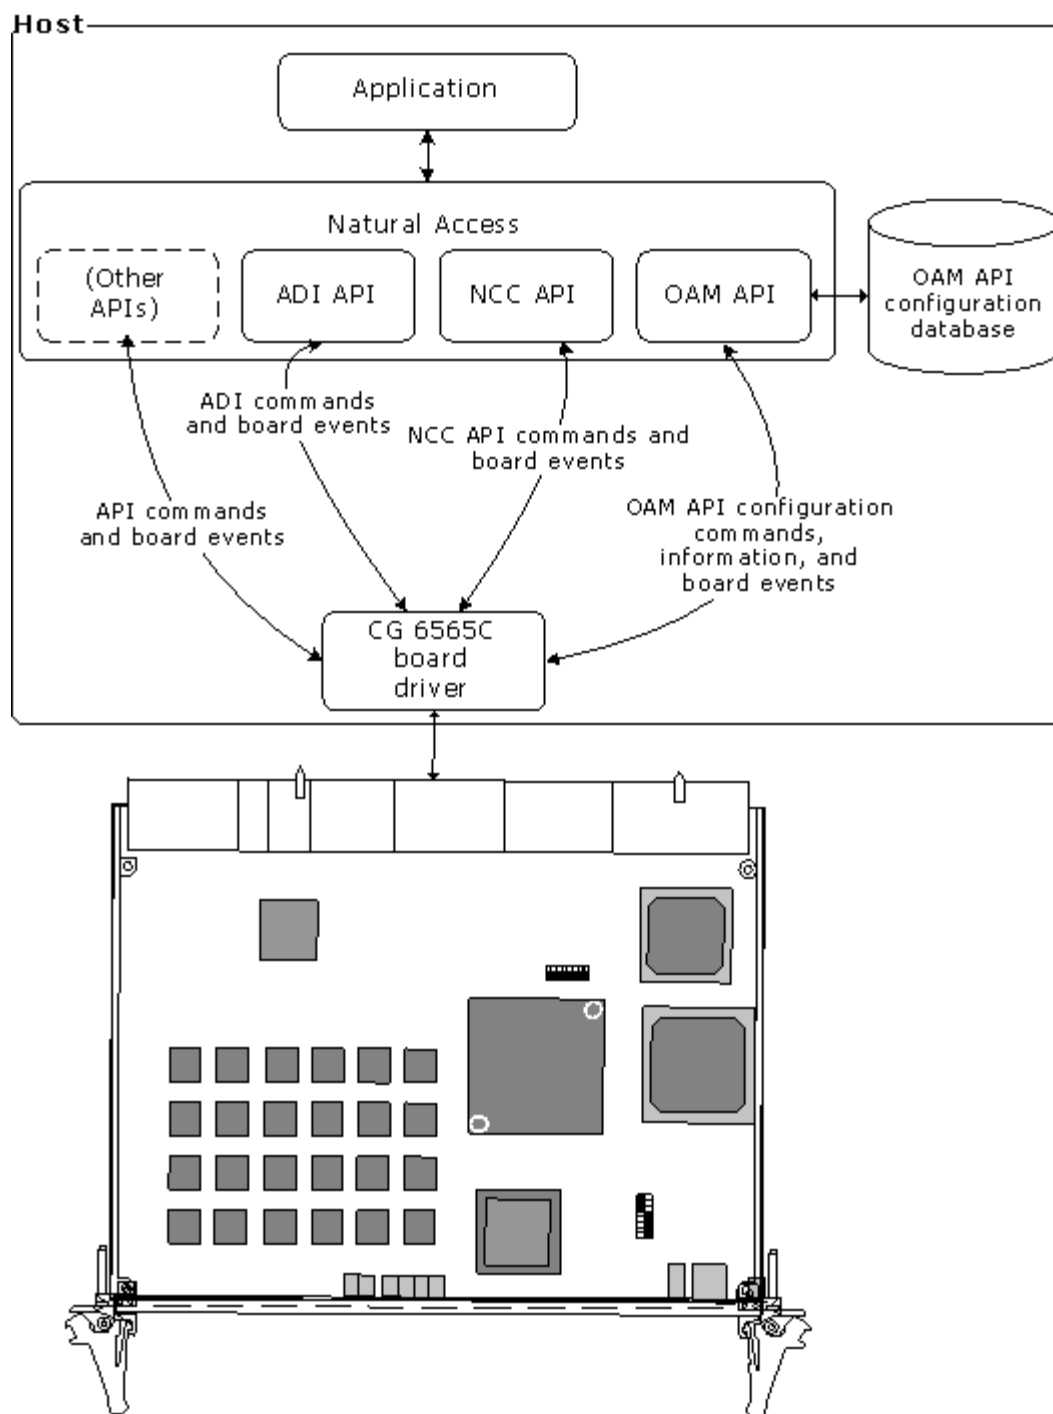 Host
Application
Natural Access
(Other
APIs)
ADI API
NCC API
OAM API
OAM API
configuration
database
ADI commands
and board events
NCC API commands and
board events
API commands
and board events
OAM API configuration
commands,
information, and
board events
CG 6565C
board
driver